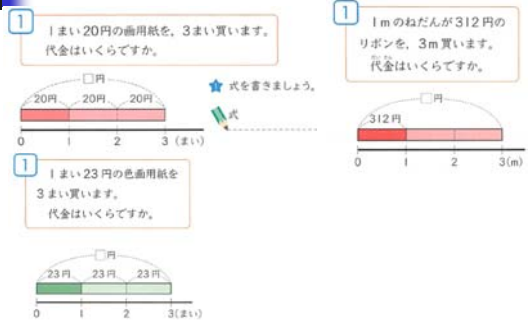 1
1まい20円の画用紙を、3まい買います。
代金はいくらですか。
□円
20円 20円 20円
0 1 2 3 (まい)
1 式を書きましょう。
式
1
1mのねだんが312円の
リボンを、3m買います。
代金はいくらですか。
□円
312円
0 1 2 3(m)
1
1まい23円の色画用紙を
3まい買います。
代金はいくらですか。
□円
23円 23円 23円
0 1 2 3(まい)